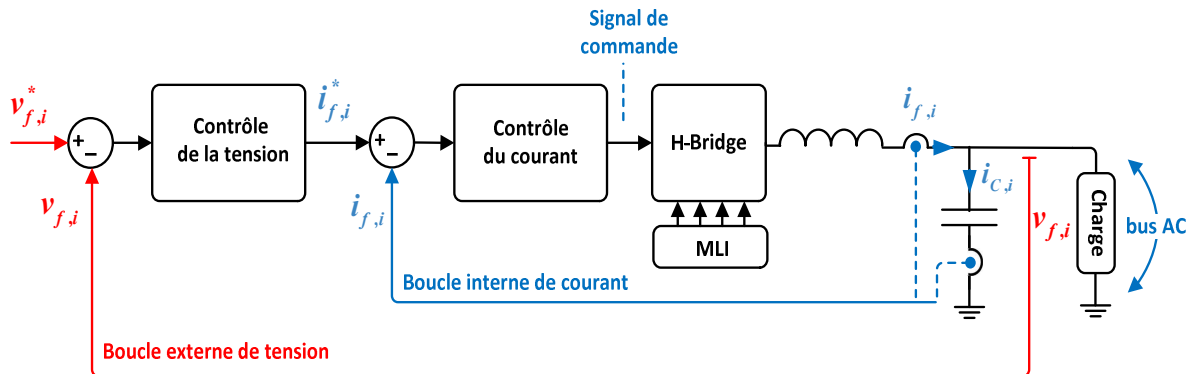 Signal de
commande
v*f,i
+
−
Contrôle
de la tension
i*f,i
+
−
Contrôle
du courant
H-Bridge
if,i
iC,i
vf,i
if,i
MLI
vf,i
Charge
bus AC
Boucle interne de courant
Boucle externe de tension